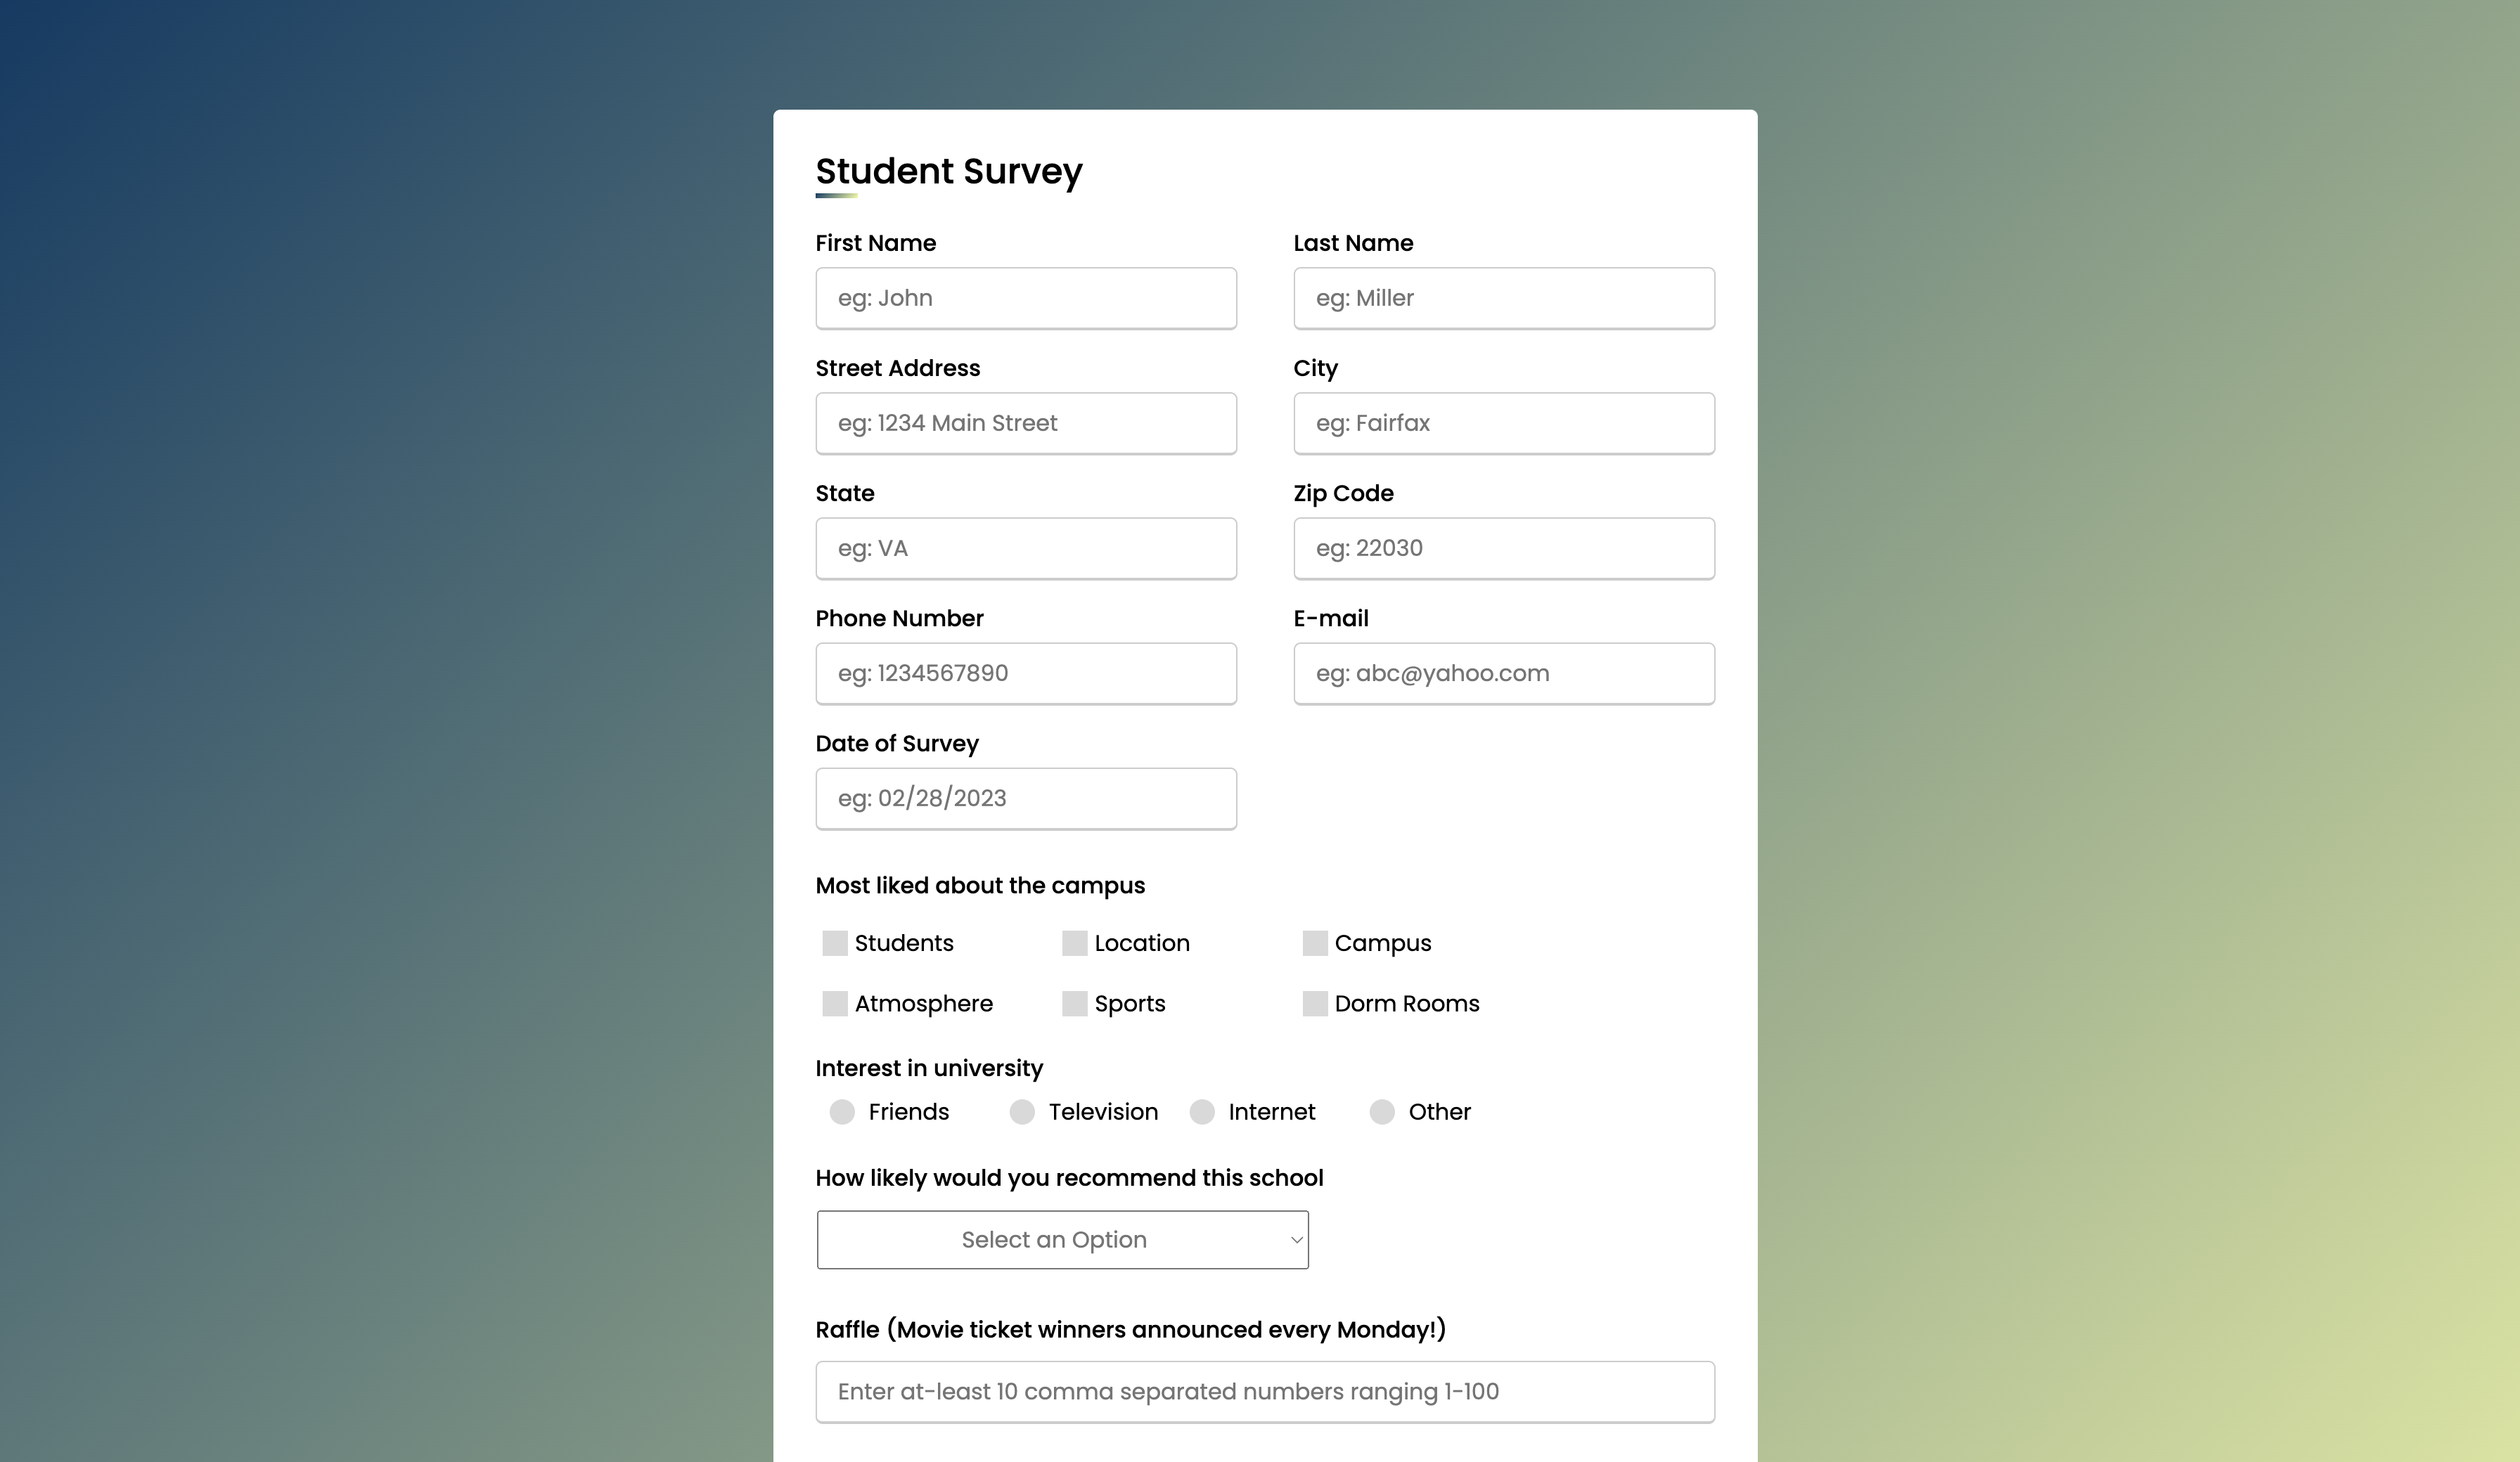 Student Survey
First Name Last Name
eg: John eg: Miller
Street Address City
eg: 1234 Main Street eg: Fairfax
State Zip Code
eg: VA eg: 22030
Phone Number E-mail
eg: 1234567890 eg: abc@yahoo.com
Date of Survey
eg: 02/28/2023
Most liked about the campus
Students Location Campus
Atmosphere Sports Dorm Rooms
Interest in university
Friends Television Internet Other
How likely would you recommend this school
Select an Option
Raffle (Movie ticket winners announced every Monday!)
Enter at-least 10 comma separated numbers ranging 1-100